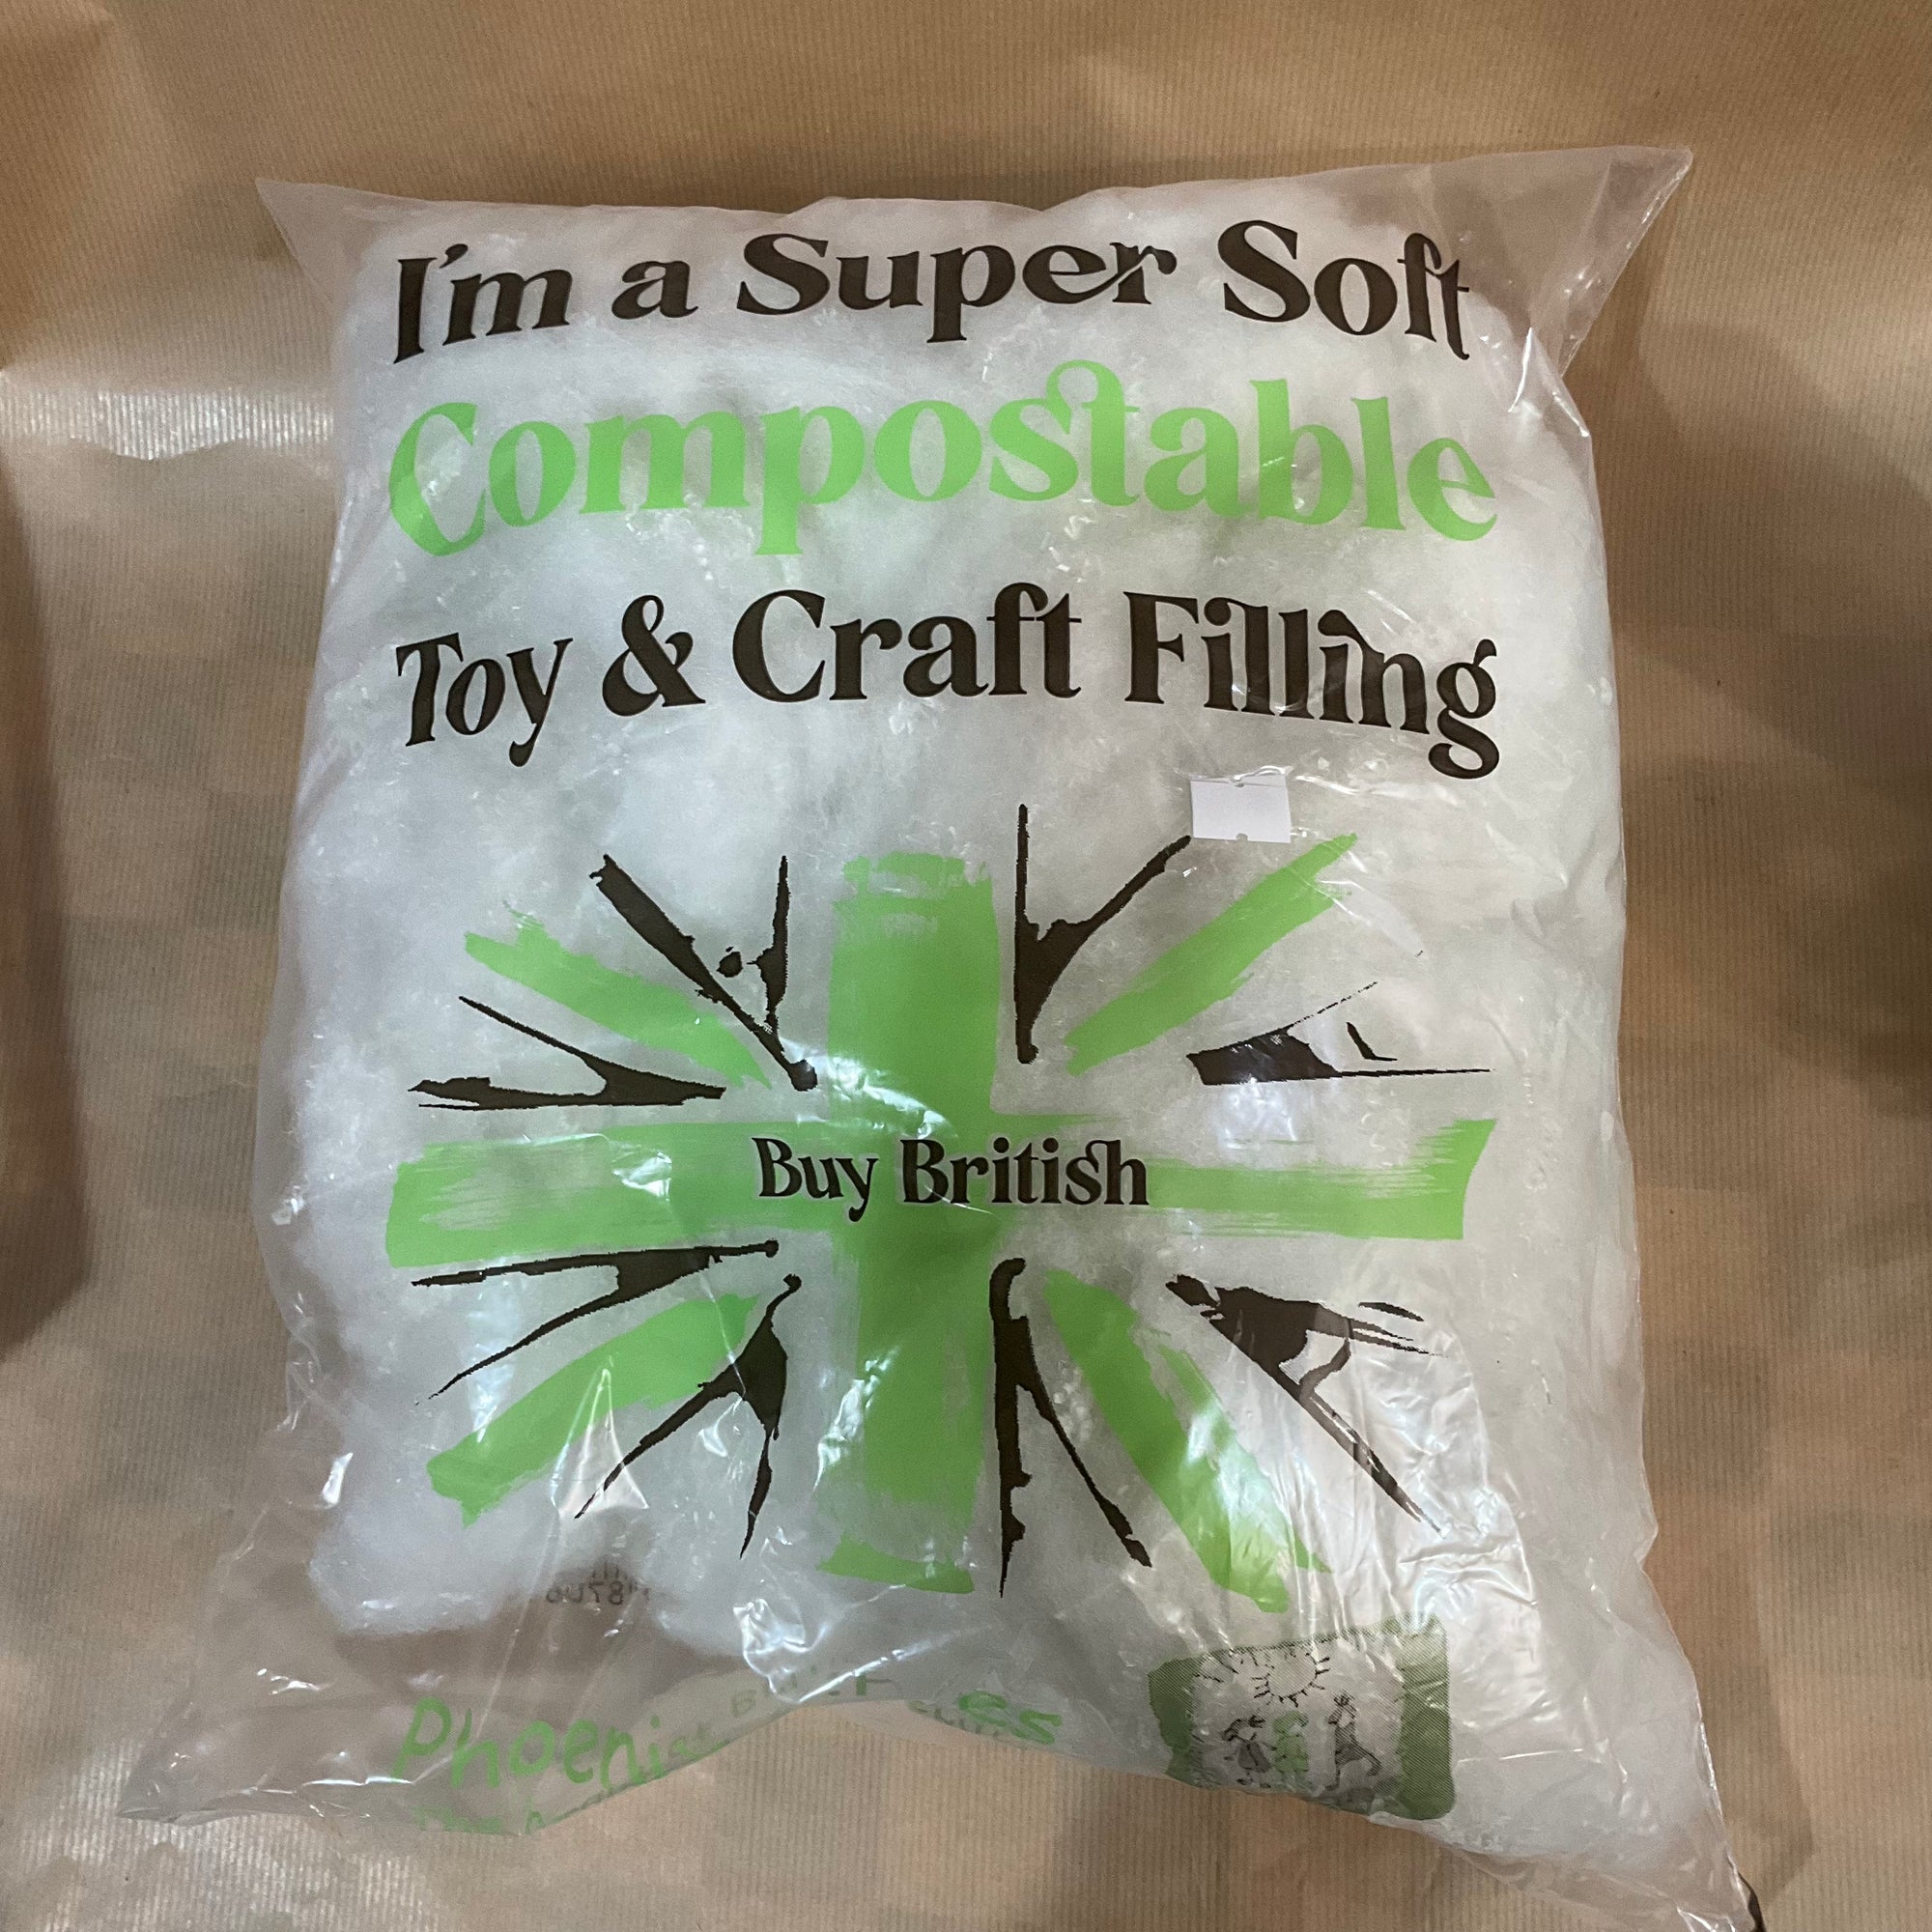 I'm a Super Soft
Compostable
Toy & Craft Filling
Buy British